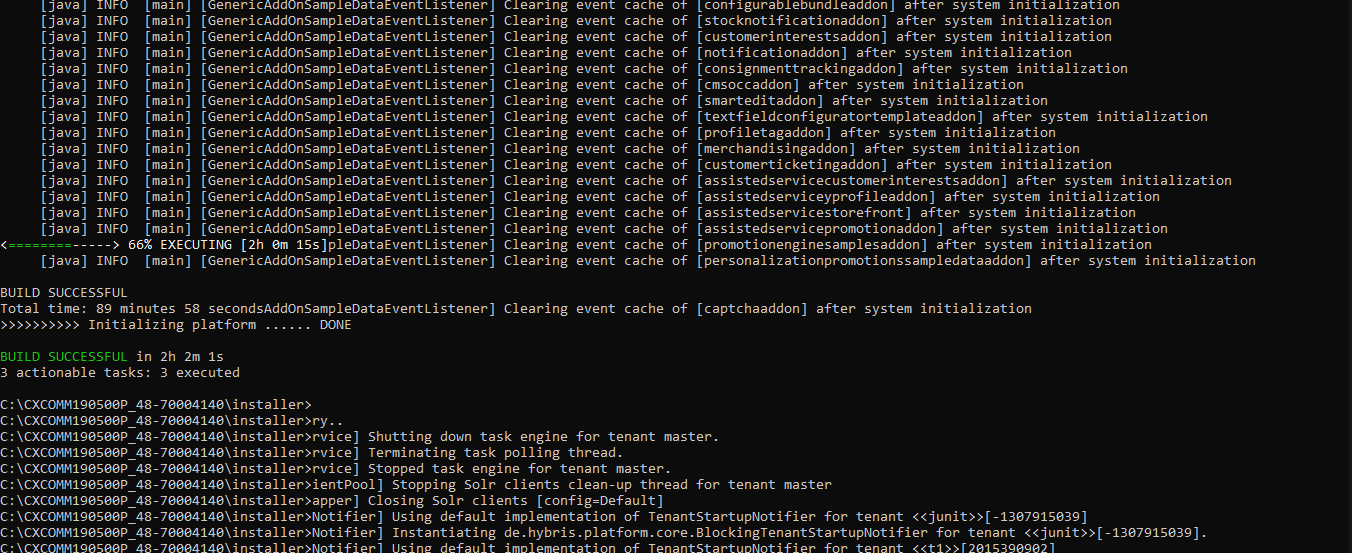 [java] INFO  [main] [GenericAddOnSampleDataEventListener] Clearing event cache of [configurablebundleaddon] after system initialization
[java] INFO  [main] [GenericAddOnSampleDataEventListener] Clearing event cache of [stocknotificationaddon] after system initialization
[java] INFO  [main] [GenericAddOnSampleDataEventListener] Clearing event cache of [customerinterestsaddon] after system initialization
[java] INFO  [main] [GenericAddOnSampleDataEventListener] Clearing event cache of [notificationaddon] after system initialization
[java] INFO  [main] [GenericAddOnSampleDataEventListener] Clearing event cache of [consignmenttrackingaddon] after system initialization
[java] INFO  [main] [GenericAddOnSampleDataEventListener] Clearing event cache of [cmsoccaddon] after system initialization
[java] INFO  [main] [GenericAddOnSampleDataEventListener] Clearing event cache of [smarteditaddon] after system initialization
[java] INFO  [main] [GenericAddOnSampleDataEventListener] Clearing event cache of [textfieldconfiguratortemplateaddon] after system initialization
[java] INFO  [main] [GenericAddOnSampleDataEventListener] Clearing event cache of [profiletagaddon] after system initialization
[java] INFO  [main] [GenericAddOnSampleDataEventListener] Clearing event cache of [merchandisingaddon] after system initialization
[java] INFO  [main] [GenericAddOnSampleDataEventListener] Clearing event cache of [customerticketingaddon] after system initialization
[java] INFO  [main] [GenericAddOnSampleDataEventListener] Clearing event cache of [assistedservicecustomerinterestsaddon] after system initialization
[java] INFO  [main] [GenericAddOnSampleDataEventListener] Clearing event cache of [assistedserviceyprofileaddon] after system initialization
[java] INFO  [main] [GenericAddOnSampleDataEventListener] Clearing event cache of [assistedservicestorefront] after system initialization
[java] INFO  [main] [GenericAddOnSampleDataEventListener] Clearing event cache of [assistedservicepromotionaddon] after system initialization
<========-----> 66% EXECUTING [2h 0m 15s]pleDataEventListener] Clearing event cache of [promotionenginesamplesaddon] after system initialization
[java] INFO  [main] [GenericAddOnSampleDataEventListener] Clearing event cache of [personalizationpromotionssampledataaddon] after system initialization
BUILD SUCCESSFUL
Total time: 89 minutes 58 secondsAddOnSampleDataEventListener] Clearing event cache of [captchaaddon] after system initialization
>>>>>>>>>> Initializing platform ...... DONE
BUILD SUCCESSFUL in 2h 2m 1s
3 actionable tasks: 3 executed
C:\CXCOMM190500P_48-70004140\installer>
C:\CXCOMM190500P_48-70004140\installer>ry..
C:\CXCOMM190500P_48-70004140\installer>rvice] Shutting down task engine for tenant master.
C:\CXCOMM190500P_48-70004140\installer>rvice] Terminating task polling thread.
C:\CXCOMM190500P_48-70004140\installer>rvice] Stopped task engine for tenant master.
C:\CXCOMM190500P_48-70004140\installer>ientPool] Stopping Solr clients clean-up thread for tenant master
C:\CXCOMM190500P_48-70004140\installer>apper] Closing Solr clients [config=Default]
C:\CXCOMM190500P_48-70004140\installer>Notifier] Using default implementation of TenantStartupNotifier for tenant <<junit>>[-1307915039]
C:\CXCOMM190500P_48-70004140\installer>Notifier] Instantiating de.hybris.platform.core.BlockingTenantStartupNotifier for tenant <<junit>>[-1307915039].
C:\CXCOMM190500P_48-70004140\installer>Notifier] Using default implementation of TenantStartupNotifier for tenant <<t1>>[2015390902]